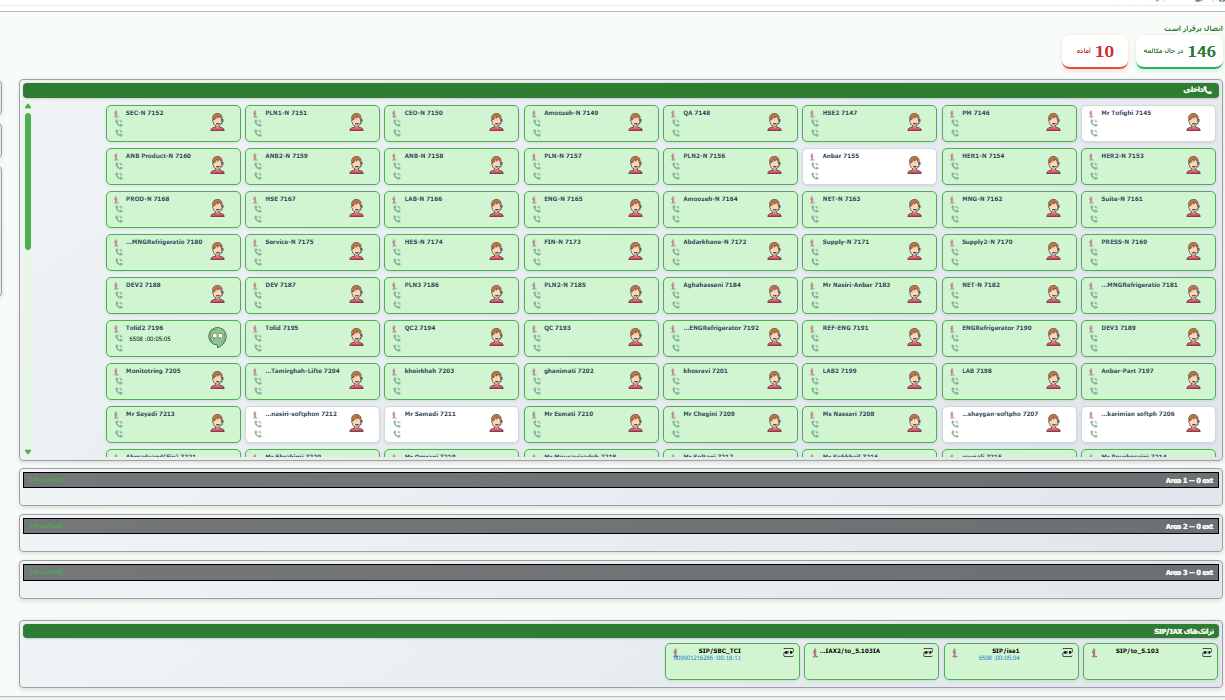 اتصال برقرار است
146 در حال مکالمه
10 آماده
داخلی
Mr Tofighi 7145
PM 7146
HSE2 7147
QA 7148
Amoozeh-N 7149
CEO-N 7150
PLN1-N 7151
SEC-N 7152
HER2-N 7153
HER1-N 7154
Anbar 7155
PLN2-N 7156
PLN-N 7157
ANB-N 7158
ANB2-N 7159
ANB Product-N 7160
Suite-N 7161
MNG-N 7162
NET-N 7163
Amoozeh-N 7164
ENG-N 7165
LAB-N 7166
HSE 7167
PROD-N 7168
PRESS-N 7169
Supply2-N 7170
Supply-N 7171
Abdarkhane-N 7172
FIN-N 7173
HES-N 7174
Service-N 7175
...MNGRefrigeratio 7180
...MNGRefrigeratio 7181
NET-N 7182
Mr Nasiri-Anbar 7183
Aghahassani 7184
PLN2-N 7185
PLN3 7186
DEV 7187
DEV2 7188
DEV3 7189
ENGRefrigerator 7190
REF-ENG 7191
...ENGRefrigerator 7192
QC 7193
QC2 7194
Tolid 7195
Tolid2 7196
6508 :00:05:05
Anbar-Part 7197
LAB 7198
LAB2 7199
khosravi 7201
ghanimati 7202
kheirkhah 7203
...Tamirghah-Lifte 7204
Monitotring 7205
...karimian softph 7206
...shaygan-softpho 7207
Ms Nassari 7208
Mr Chegini 7209
Mr Esmati 7210
Mr Samadi 7211
...nasiri-softphon 7212
Mr Sayadi 7213
Area 1 — 0 ext
Area 2 — 0 ext
Area 3 — 0 ext
ترانک‌های SIP/IAX
SIP/to_5.103
SIP/isa1
6508 :00:05:04
...IAX2/to_5.103IA
SIP/SBC_TCI